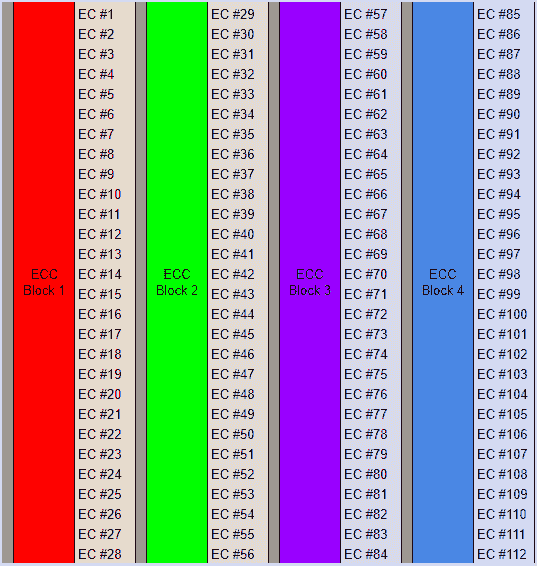 ECC
Block 1
EC #1
EC #2
EC #3
EC #4
EC #5
EC #6
EC #7
EC #8
EC #9
EC #10
EC #11
EC #12
EC #13
EC #14
EC #15
EC #16
EC #17
EC #18
EC #19
EC #20
EC #21
EC #22
EC #23
EC #24
EC #25
EC #26
EC #27
EC #28
ECC
Block 2
EC #29
EC #30
EC #31
EC #32
EC #33
EC #34
EC #35
EC #36
EC #37
EC #38
EC #39
EC #40
EC #41
EC #42
EC #43
EC #44
EC #45
EC #46
EC #47
EC #48
EC #49
EC #50
EC #51
EC #52
EC #53
EC #54
EC #55
EC #56
ECC
Block 3
EC #57
EC #58
EC #59
EC #60
EC #61
EC #62
EC #63
EC #64
EC #65
EC #66
EC #67
EC #68
EC #69
EC #70
EC #71
EC #72
EC #73
EC #74
EC #75
EC #76
EC #77
EC #78
EC #79
EC #80
EC #81
EC #82
EC #83
EC #84
ECC
Block 4
EC #85
EC #86
EC #87
EC #88
EC #89
EC #90
EC #91
EC #92
EC #93
EC #94
EC #95
EC #96
EC #97
EC #98
EC #99
EC #100
EC #101
EC #102
EC #103
EC #104
EC #105
EC #106
EC #107
EC #108
EC #109
EC #110
EC #111
EC #112